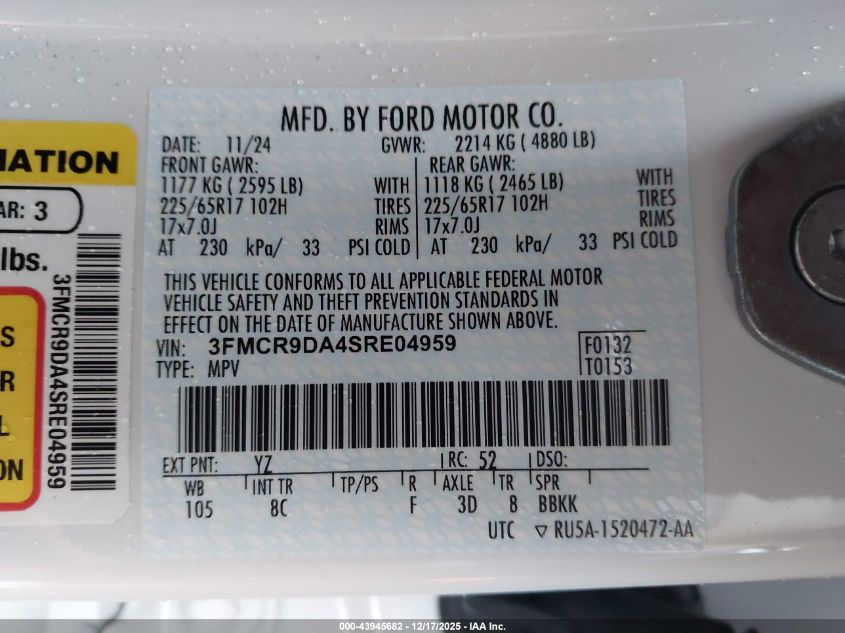 MFD. BY FORD MOTOR CO.
DATE: 11/24 GVWR: 2214 KG ( 4880 LB)
FRONT GAWR: REAR GAWR:
1177 KG ( 2595 LB) WITH 1118 KG ( 2465 LB) WITH
225/65R17 102H TIRES 225/65R17 102H TIRES
17x7.0J RIMS 17x7.0J RIMS
AT 230 kPa/ 33 PSI COLD AT 230 kPa/ 33 PSI COLD
THIS VEHICLE CONFORMS TO ALL APPLICABLE FEDERAL MOTOR
VEHICLE SAFETY AND THEFT PREVENTION STANDARDS IN
EFFECT ON THE DATE OF MANUFACTURE SHOWN ABOVE.
VIN: 3FMCR9DA4SRE04959 F0132
TYPE: MPV T0153
EXT PNT: YZ RC: 52 DSO:
WB INT TR TP/PS R AXLE TR SPR
105 8C F 3D 8 BBKK
UTC ▽ RU5A-1520472-AA
MATION
AR: 3
lbs.
3FMCR9DA4SRE04959
S
R
L
ON
000-43945682 - 12/17/2025 - IAA Inc.